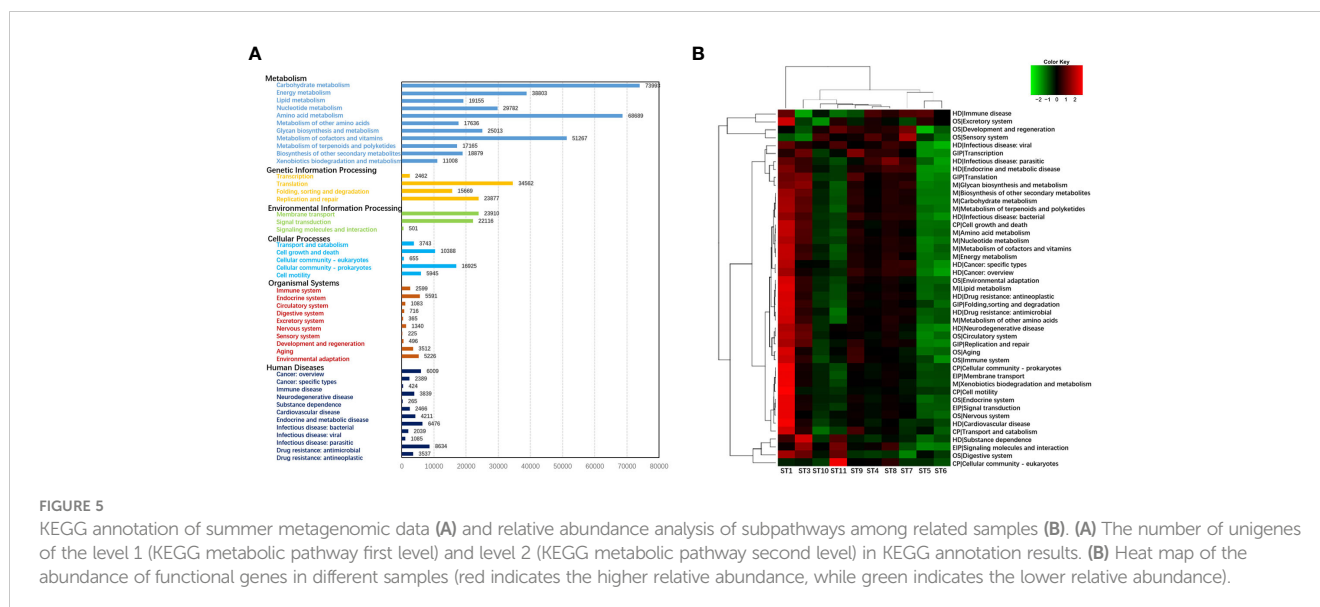 A
Metabolism
Carbohydrate metabolism 73993
Energy metabolism 38803
Lipid metabolism 19155
Nucleotide metabolism 29782
Amino acid metabolism 68689
Metabolism of other amino acids 17636
Glycan biosynthesis and metabolism 25013
Metabolism of cofactors and vitamins 51267
Metabolism of terpenoids and polyketides 17165
Biosynthesis of other secondary metabolites 18879
Xenobiotics biodegradation and metabolism 11008
Genetic Information Processing
Transcription 2462
Translation 34562
Folding, sorting and degradation 15669
Replication and repair 23877
Environmental Information Processing
Membrane transport 23910
Signal transduction 22116
Signaling molecules and interaction 501
Cellular Processes
Transport and catabolism 3743
Cell growth and death 10388
Cellular community - eukaryotes 655
Cellular community - prokaryotes 16925
Cell motility 5945
Organismal Systems
Immune system 2599
Endocrine system 5591
Circulatory system 1083
Digestive system 716
Excretory system 365
Nervous system 1340
Sensory system 225
Development and regeneration 496
Aging 3512
Environmental adaptation 5226
Human Diseases
Cancer: overview 6009
Cancer: specific types 2389
Immune disease 424
Neurodegenerative disease 3839
Substance dependence 265
Cardiovascular disease 2466
Endocrine and metabolic disease 4211
Infectious disease: bacterial 6476
Infectious disease: viral 2039
Infectious disease: parasitic 1085
Drug resistance: antimicrobial 8634
Drug resistance: antineoplastic 3537
0 10000 20000 30000 40000 50000 60000 70000 80000
B
Color Key
-2 -1 0 1 2
HD|Immune disease
OS|Excretory system
OS|Development and regeneration
OS|Sensory system
HD|Infectious disease: viral
GIP|Transcription
HD|Infectious disease: parasitic
HD|Endocrine and metabolic disease
GIP|Translation
M|Glycan biosynthesis and metabolism
M|Biosynthesis of other secondary metabolites
M|Carbohydrate metabolism
M|Metabolism of terpenoids and polyketides
HD|Infectious disease: bacterial
CP|Cell growth and death
M|Amino acid metabolism
M|Nucleotide metabolism
M|Metabolism of cofactors and vitamins
M|Energy metabolism
HD|Cancer: specific types
HD|Cancer: overview
OS|Environmental adaptation
M|Lipid metabolism
HD|Drug resistance: antineoplastic
GIP|Folding,sorting and degradation
HD|Drug resistance: antimicrobial
M|Metabolism of other amino acids
HD|Neurodegenerative disease
OS|Circulatory system
GIP|Replication and repair
OS|Aging
OS|Immune system
CP|Cellular community - prokaryotes
EIP|Membrane transport
M|Xenobiotics biodegradation and metabolism
CP|Cell motility
OS|Endocrine system
EIP|Signal transduction
OS|Nervous system
HD|Cardiovascular disease
CP|Transport and catabolism
HD|Substance dependence
EIP|Signaling molecules and interaction
OS|Digestive system
CP|Cellular community - eukaryotes
ST1 ST3 ST10 ST11 ST9 ST4 ST8 ST7 ST5 ST6
FIGURE 5
KEGG annotation of summer metagenomic data (A) and relative abundance analysis of subpathways among related samples (B). (A) The number of unigenes
of the level 1 (KEGG metabolic pathway first level) and level 2 (KEGG metabolic pathway second level) in KEGG annotation results. (B) Heat map of the
abundance of functional genes in different samples (red indicates the higher relative abundance, while green indicates the lower relative abundance).